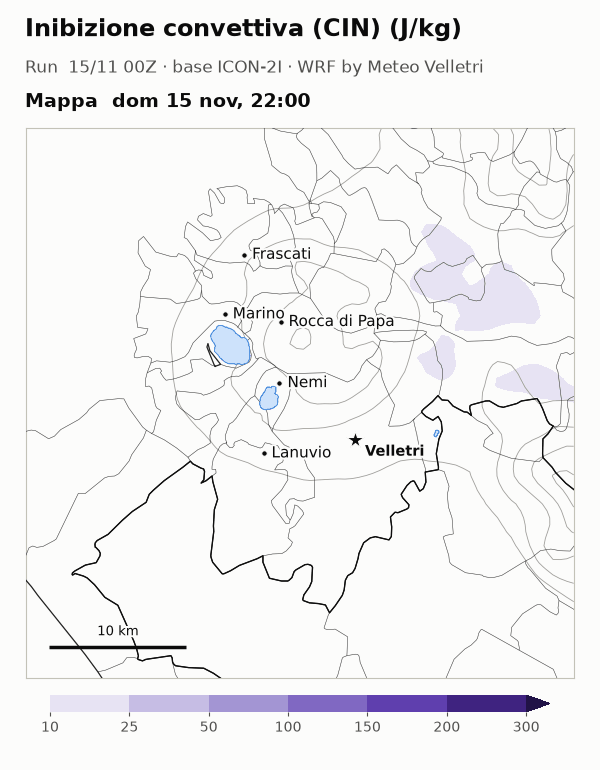 Inibizione convettiva (CIN) (J/kg)
Run  15/11 00Z · base ICON-2I · WRF by Meteo Velletri
Mappa  dom 15 nov, 22:00
Frascati
Marino
Rocca di Papa
Nemi
Velletri
Lanuvio
10 km
10 25 50 100 150 200 300